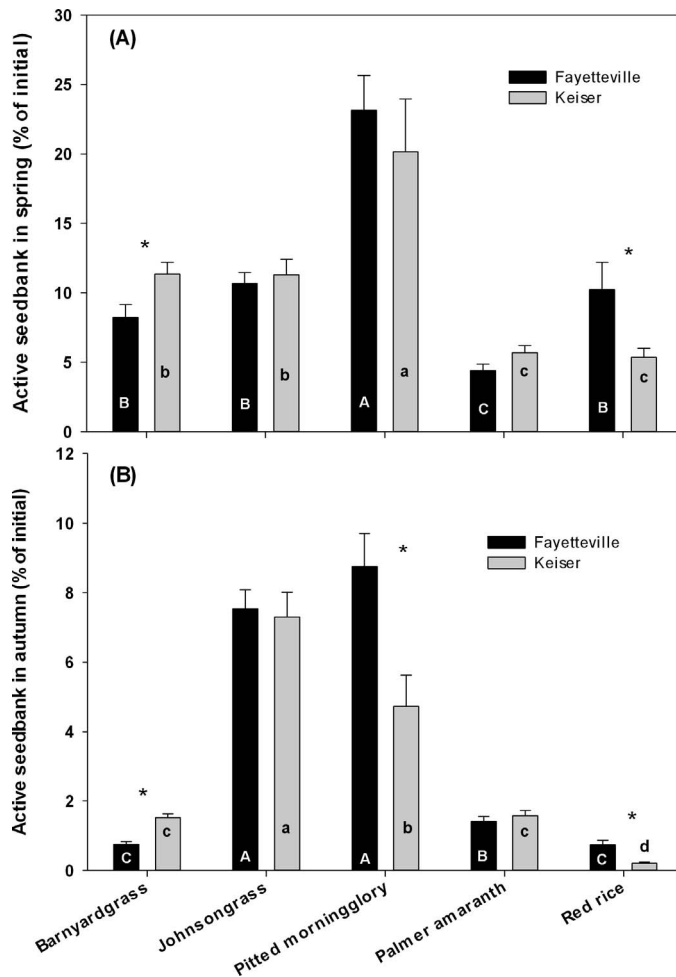 Active seedbank in spring (% of initial)
(A)
30
25
20
15
10
5
0
Fayetteville
Keiser
*
*
B
b
B
b
A
a
C
c
B
c
Active seedbank in autumn (% of initial)
(B)
12
10
8
6
4
2
0
Fayetteville
Keiser
*
*
*
C
c
A
a
A
b
B
c
C
d
Barnyardgrass
Johnsongrass
Pitted morningglory
Palmer amaranth
Red rice